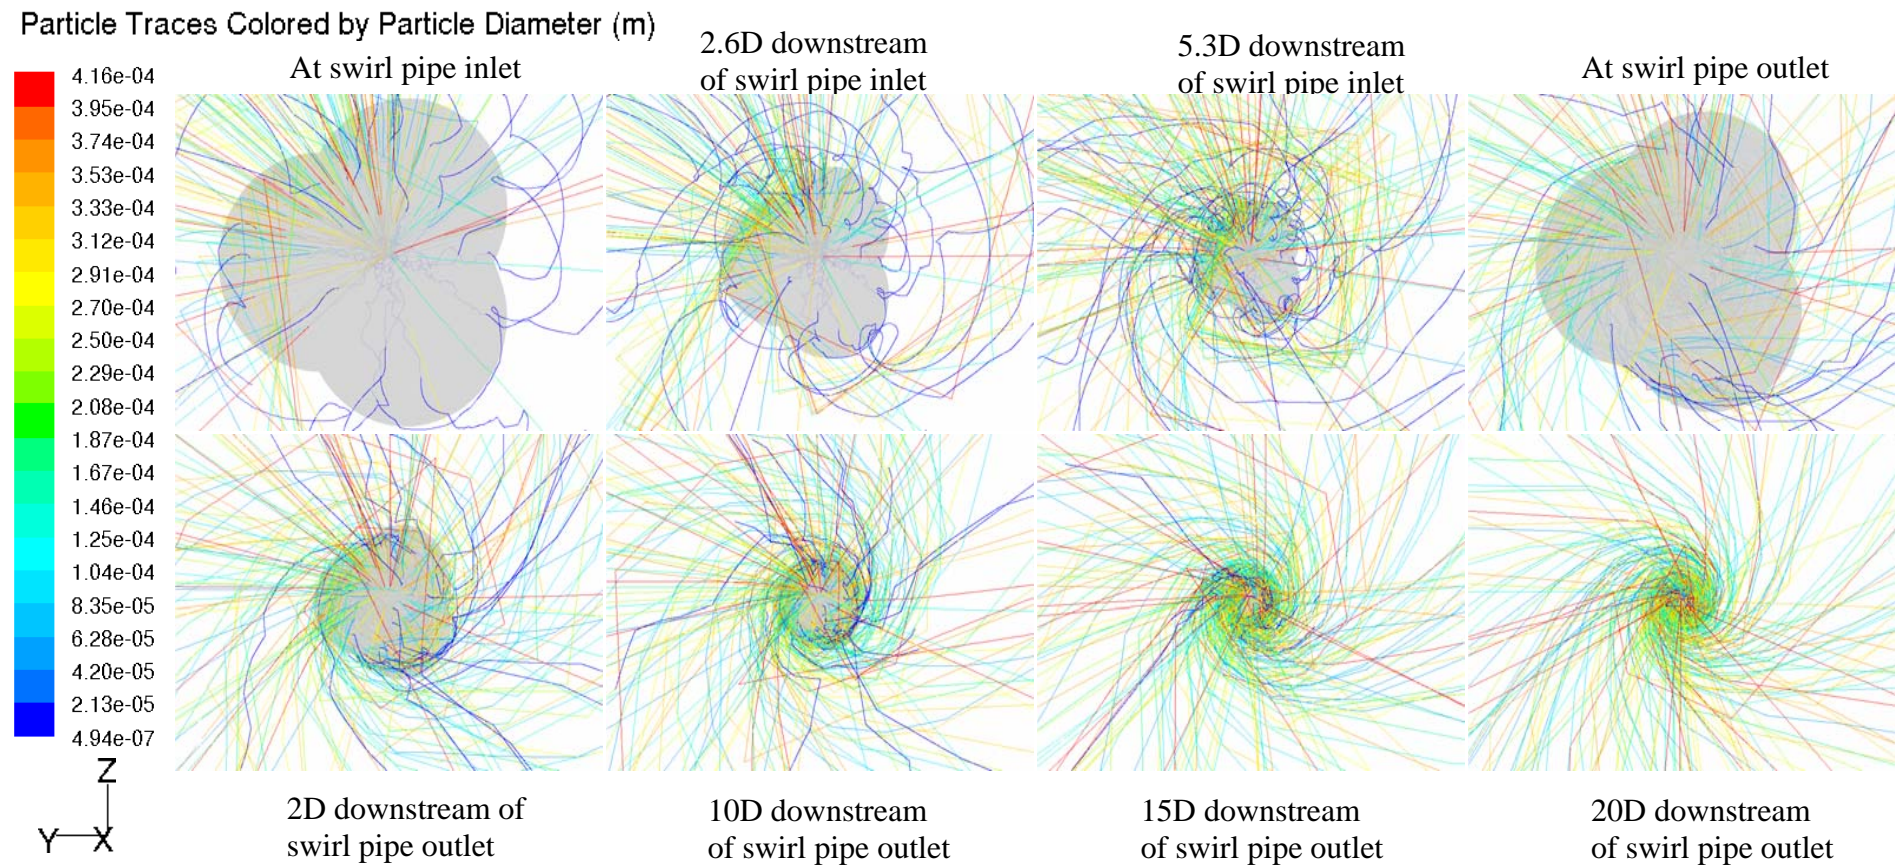 Particle Traces Colored by Particle Diameter (m)
At swirl pipe inlet
2.6D downstream
of swirl pipe inlet
5.3D downstream
of swirl pipe inlet
At swirl pipe outlet
4.16e-04
3.95e-04
3.74e-04
3.53e-04
3.33e-04
3.12e-04
2.91e-04
2.70e-04
2.50e-04
2.29e-04
2.08e-04
1.87e-04
1.67e-04
1.46e-04
1.25e-04
1.04e-04
8.35e-05
6.28e-05
4.20e-05
2.13e-05
4.94e-07
Z
Y
X
2D downstream of
swirl pipe outlet
10D downstream
of swirl pipe outlet
15D downstream
of swirl pipe outlet
20D downstream
of swirl pipe outlet